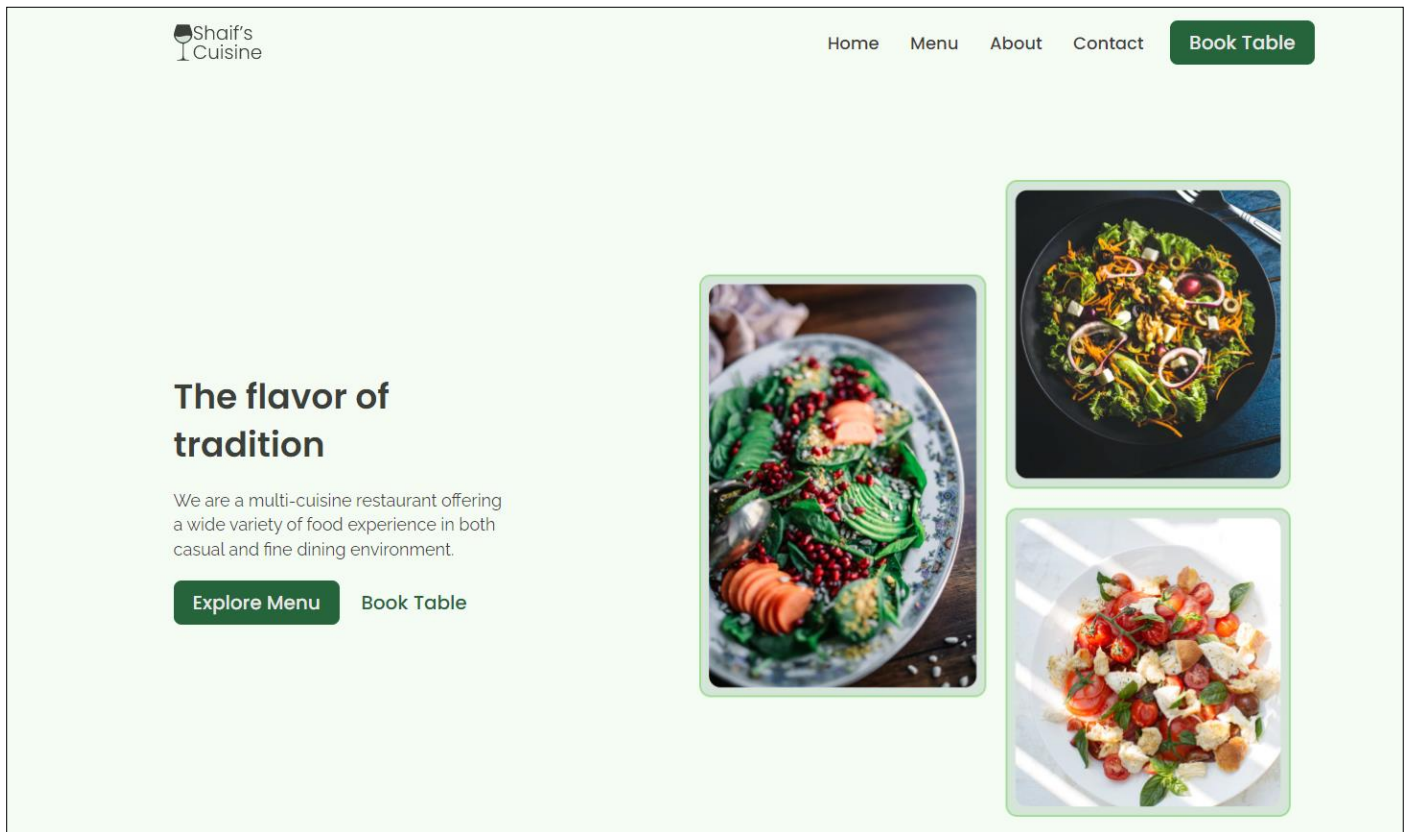 Shaif's
Cuisine
Home Menu About Contact Book Table
The flavor of
tradition
We are a multi-cuisine restaurant offering
a wide variety of food experience in both
casual and fine dining environment.
Explore Menu Book Table